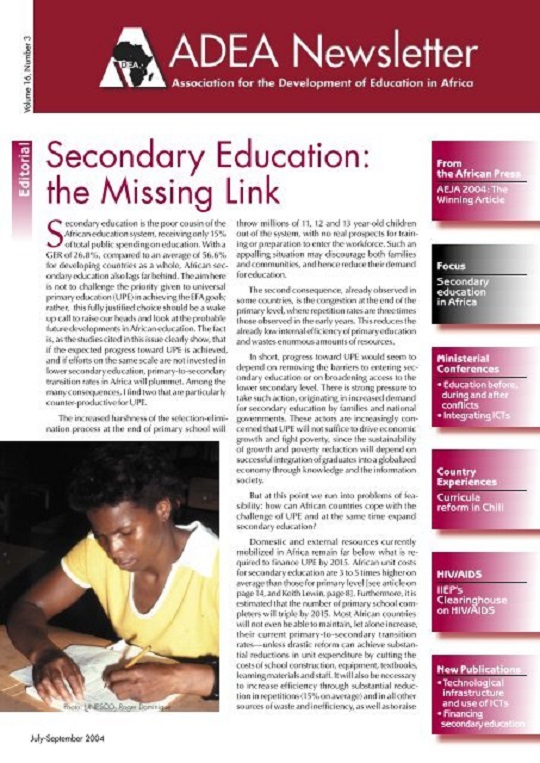 Volume 16, Number 3
ADEA.
ADEA Newsletter
Association for the Development of Education in Africa
Editorial
Secondary Education:
the Missing Link
Secondary education is the poor cousin of the
African education system, receiving only 15%
of total public spending on education. With a
GER of 26.8%, compared to an average of 56.6%
for developing countries as a whole, African sec-
ondary education also lags far behind. The aim here
is not to challenge the priority given to universal
primary education (UPE) in achieving the EFA goals;
rather, this fully justified choice should be a wake
up call to raise our heads and look at the probable
future developments in African education. The fact
is, as the studies cited in this issue clearly show, that
if the expected progress toward UPE is achieved,
and if efforts on the same scale are not invested in
lower secondary education, primary-to-secondary
transition rates in Africa will plummet. Among the
many consequences, I find two that are particularly
counter-productive for UPE.
The increased harshness of the selection-elimi-
nation process at the end of primary school will
throw millions of 11, 12 and 13 year-old children
out of the system, with no real prospects for train-
ing or preparation to enter the workforce. Such an
appalling situation may discourage both families
and communities, and hence reduce their demand
for education.
The second consequence, already observed in
some countries, is the congestion at the end of the
primary level, where repetition rates are three times
those observed in the early years. This reduces the
already low internal efficiency of primary education
and wastes enormous amounts of resources.
In short, progress toward UPE would seem to
depend on removing the barriers to entering sec-
ondary education or on broadening access to the
lower secondary level. There is strong pressure to
take such action, originating in increased demand
for secondary education by families and national
governments. These actors are increasingly con-
cerned that UPE will not suffice to drive economic
growth and fight poverty, since the sustainability
of growth and poverty reduction will depend on
successful integration of graduates into a globalized
economy through knowledge and the information
society.
But at this point we run into problems of fea-
sibility: how can African countries cope with the
challenge of UPE and at the same time expand
secondary education?
Domestic and external resources currently
mobilized in Africa remain far below what is re-
quired to finance UPE by 2015. African unit costs
for secondary education are 3 to 5 times higher on
average than those for primary level [see article on
page 14, and Keith Lewin, page 8]. Furthermore, it is
estimated that the number of primary school com-
pleters will triple by 2015. Most African countries
will not even be able to maintain, let alone increase,
their current primary-to-secondary transition
rates—unless drastic reform can achieve substan-
tial reductions in unit expenditure by cutting the
costs of school construction, equipment, textbooks,
learning materials and staff. It will also be necessary
to increase efficiency through substantial reduc-
tion in repetitions (15% on average) and in all other
sources of waste and inefficiency, as well as to raise
Photo: UNESCO- Roger Dominique
July-September 2004
From
the African Press
AEJA 2004: The
Winning Article
Focus
Secondary
education
in Africa
Ministerial
Conferences
• Education before,
during and after
conflicts
• Integrating ICTs
Country
Experiences
Curricula
reform in Chili
HIV/AIDS
IIEP's
Clearinghouse
on HIV/AIDS
New Publications
• Technological
infrastructure
and use of ICTs
• Financing
secondary education